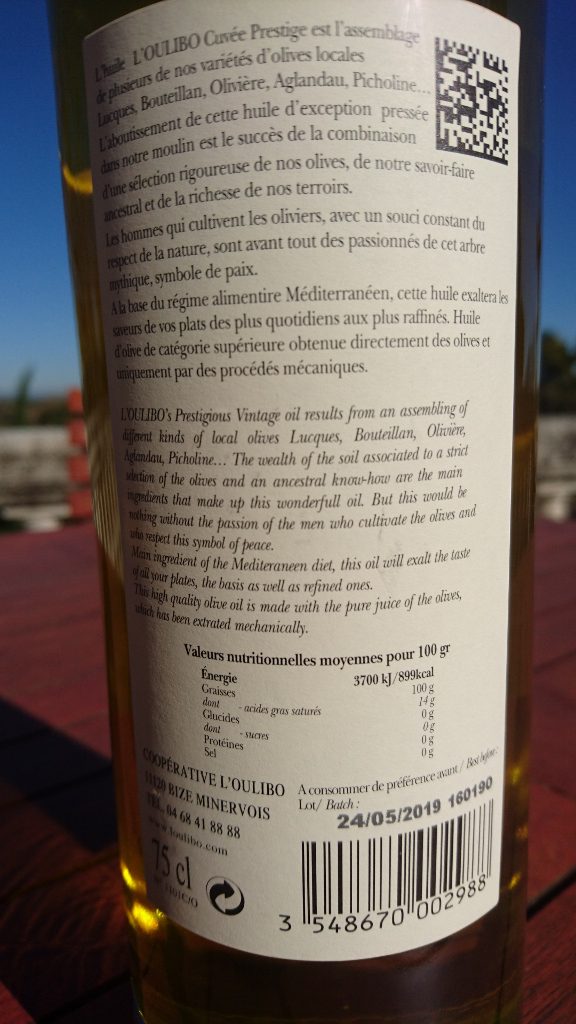 L'huile L'OULIBO Cuvée Prestige est l'assemblage
de plusieurs de nos variétés d'olives locales
Lucques, Bouteillan, Olivière, Aglandau, Picholine...
L'aboutissement de cette huile d'exception pressée
dans notre moulin est le succès de la combinaison
d'une sélection rigoureuse de nos olives, de notre savoir-faire
ancestral et de la richesse de nos terroirs.
Les hommes qui cultivent les oliviers, avec un souci constant du
respect de la nature, sont avant tout des passionnés de cet arbre
mythique, symbole de paix.
A la base du régime alimentire Méditerranéen, cette huile exaltera les
saveurs de vos plats des plus quotidiens aux plus raffinés. Huile
d'olive de catégorie supérieure obtenue directement des olives et
uniquement par des procédés mécaniques.
L'OULIBO's Prestigious Vintage oil results from an assembling of
different kinds of local olives Lucques, Bouteillan, Olivière,
Aglandau, Picholine... The wealth of the soil associated to a strict
selection of the olives and an ancestral know-how are the main
ingredients that make up this wonderfull oil. But this would be
nothing without the passion of the men who cultivate the olives and
who respect this symbol of peace.
Main ingredient of the Mediteraneen diet, this oil will exalt the taste
of all your plates, the basis as well as refined ones.
This high quality olive oil is made with the pure juice of the olives,
which has been extrated mechanically.
Valeurs nutritionnelles moyennes pour 100 gr
Énergie 3700 kJ/899kcal
Graisses 100 g
dont - acides gras saturés 14 g
Glucides 0 g
dont - sucres 0 g
Protéines 0 g
Sel 0 g
COOPÉRATIVE L'OULIBO
11120 BIZE MINERVOIS
TÉL. 04 68 41 88 88
www.loulibo.com
75 cl
A consommer de préférence avant / Best before :
Lot/ Batch :
24/05/2019 160190
3 548670 002988